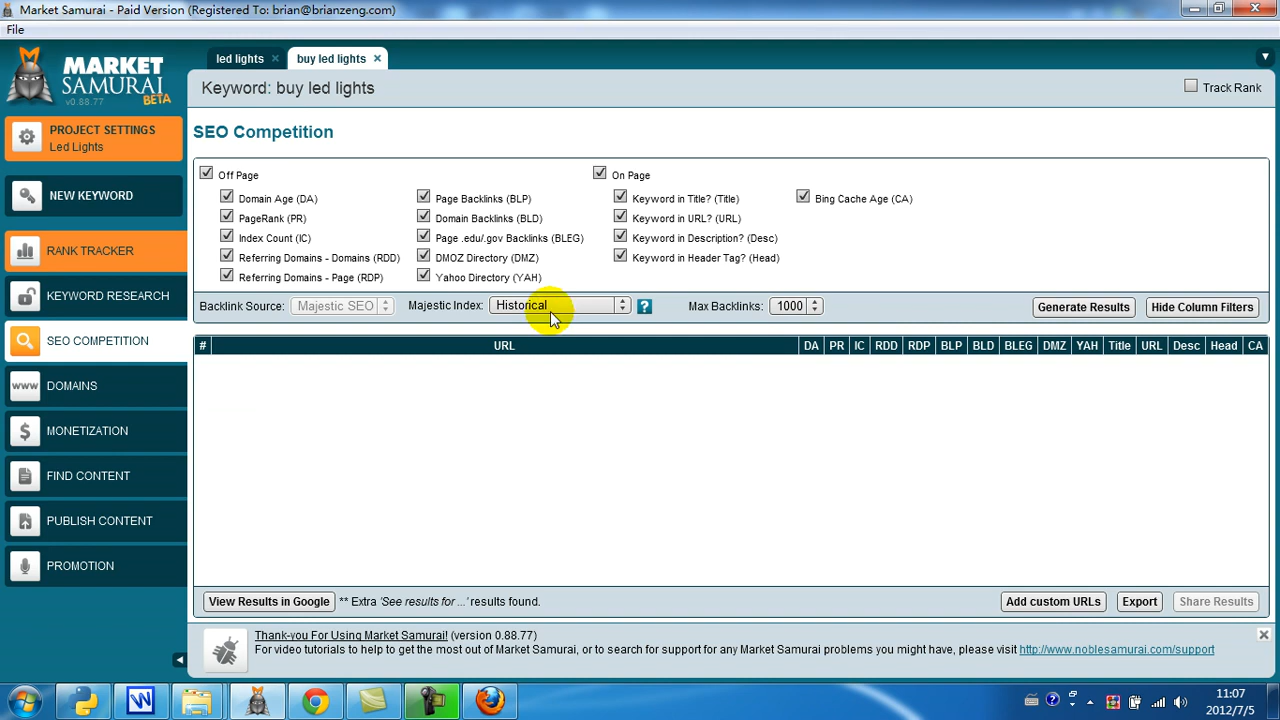 Market Samurai - Paid Version (Registered To: brian@brianzeng.com)
File
MARKET
SAMURAI
v0.88.77
BETA
led lights
buy led lights
Keyword: buy led lights
Track Rank
PROJECT SETTINGS
Led Lights
NEW KEYWORD
RANK TRACKER
KEYWORD RESEARCH
SEO COMPETITION
www
DOMAINS
$
MONETIZATION
FIND CONTENT
PUBLISH CONTENT
PROMOTION
SEO Competition
Off Page
On Page
Domain Age (DA)
Page Backlinks (BLP)
Keyword in Title? (Title)
Bing Cache Age (CA)
PageRank (PR)
Domain Backlinks (BLD)
Keyword in URL? (URL)
Index Count (IC)
Page .edu/.gov Backlinks (BLEG)
Keyword in Description? (Desc)
Referring Domains - Domains (RDD)
DMOZ Directory (DMZ)
Keyword in Header Tag? (Head)
Referring Domains - Page (RDP)
Yahoo Directory (YAH)
Backlink Source: Majestic SEO
Majestic Index: Historical
?
Max Backlinks: 1000
Generate Results
Hide Column Filters
# URL DA PR IC RDD RDP BLP BLD BLEG DMZ YAH Title URL Desc Head CA
View Results in Google
** Extra 'See results for ...' results found.
Add custom URLs
Export
Share Results
Thank-you For Using Market Samurai! (version 0.88.77)
For video tutorials to help to get the most out of Market Samurai, or to search for support for any Market Samurai problems you might have, please visit http://www.noblesamurai.com/support
W
?
11:07
2012/7/5